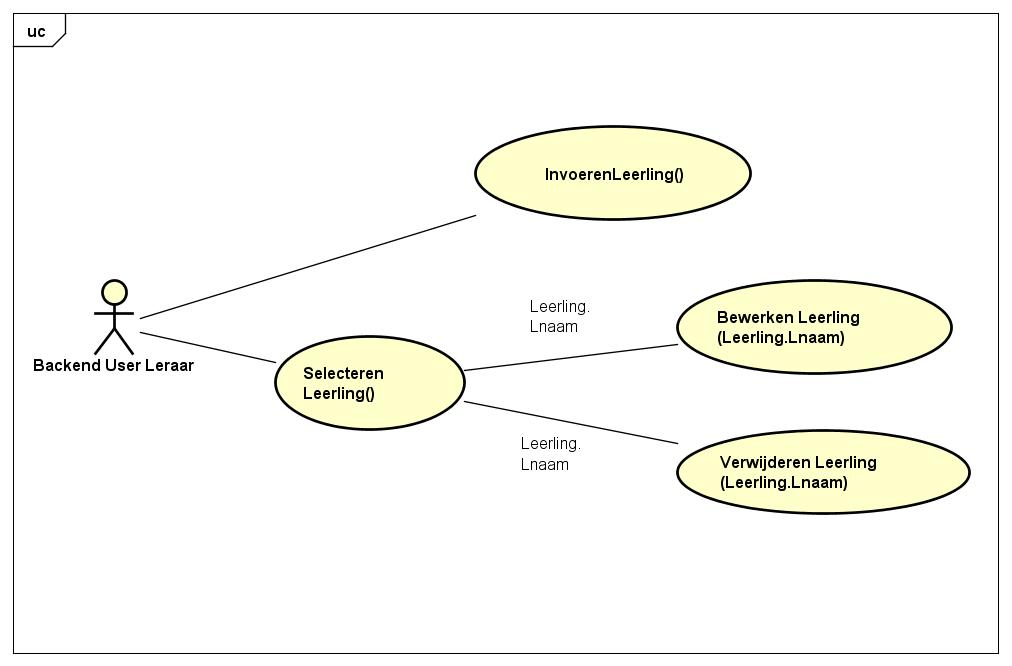 uc
InvoerenLeerling()
Leerling.
Lnaam
Bewerken Leerling
(Leerling.Lnaam)
Backend User Leraar
Selecteren
Leerling()
Leerling.
Lnaam
Verwijderen Leerling
(Leerling.Lnaam)